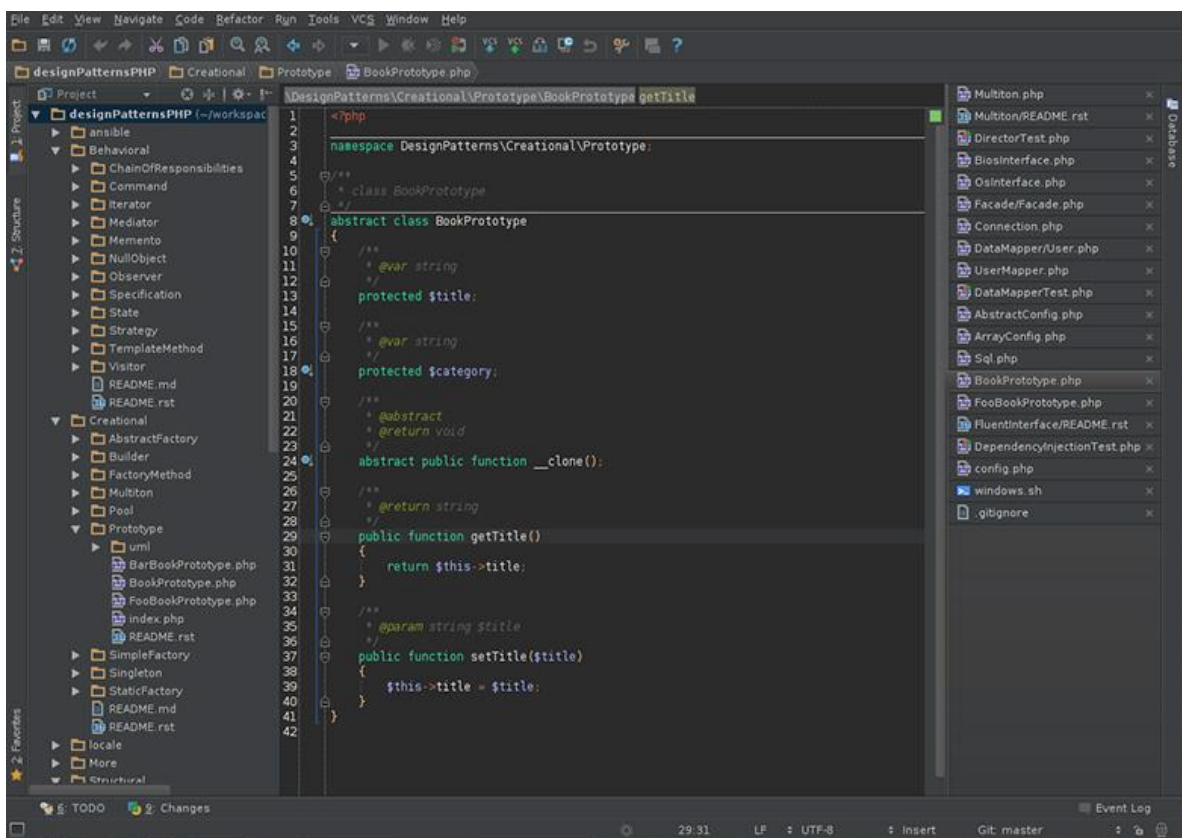 File Edit View Navigate Code Refactor Run Tools VCS Window Help
designPatternsPHP Creational Prototype BookPrototype.php
1: Project
2: Structure
2: Favorites
Project
designPatternsPHP (~/workspac
ansible
Behavioral
ChainOfResponsibilities
Command
Iterator
Mediator
Memento
NullObject
Observer
Specification
State
Strategy
TemplateMethod
Visitor
README.md
README.rst
Creational
AbstractFactory
Builder
FactoryMethod
Multiton
Pool
Prototype
uml
BarBookPrototype.php
BookPrototype.php
FooBookPrototype.php
index.php
README.rst
SimpleFactory
Singleton
StaticFactory
README.md
README.rst
locale
More
Structural
\DesignPatterns\Creational\Prototype\BookPrototype getTitle
1 <?php
2
3 namespace DesignPatterns\Creational\Prototype;
4
5 /**
6 * class BookPrototype
7 */
8 abstract class BookPrototype
9 {
10 /**
11 * @var string
12 */
13 protected $title;
14
15 /**
16 * @var string
17 */
18 protected $category;
19
20 /**
21 * @abstract
22 * @return void
23 */
24 abstract public function __clone();
25
26 /**
27 * @return string
28 */
29 public function getTitle()
30 {
31 return $this->title;
32 }
33
34 /**
35 * @param string $title
36 */
37 public function setTitle($title)
38 {
39 $this->title = $title;
40 }
41 }
42
Multiton.php
Multiton/README.rst
DirectorTest.php
BiosInterface.php
OsInterface.php
Facade/Facade.php
Connection.php
DataMapper/User.php
UserMapper.php
DataMapperTest.php
AbstractConfig.php
ArrayConfig.php
Sql.php
BookPrototype.php
FooBookPrototype.php
FluentInterface/README.rst
DependencyInjectionTest.php
config.php
windows.sh
.gitignore
Database
6: TODO 9: Changes Event Log
29:31 LF UTF-8 Insert Git: master